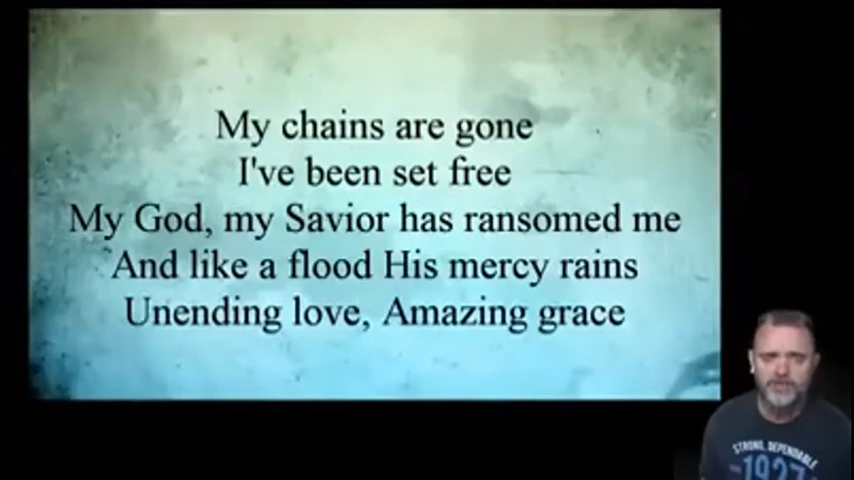 My chains are gone
I've been set free
My God, my Savior has ransomed me
And like a flood His mercy rains
Unending love, Amazing grace
STRONG, DEPENDABLE
1927